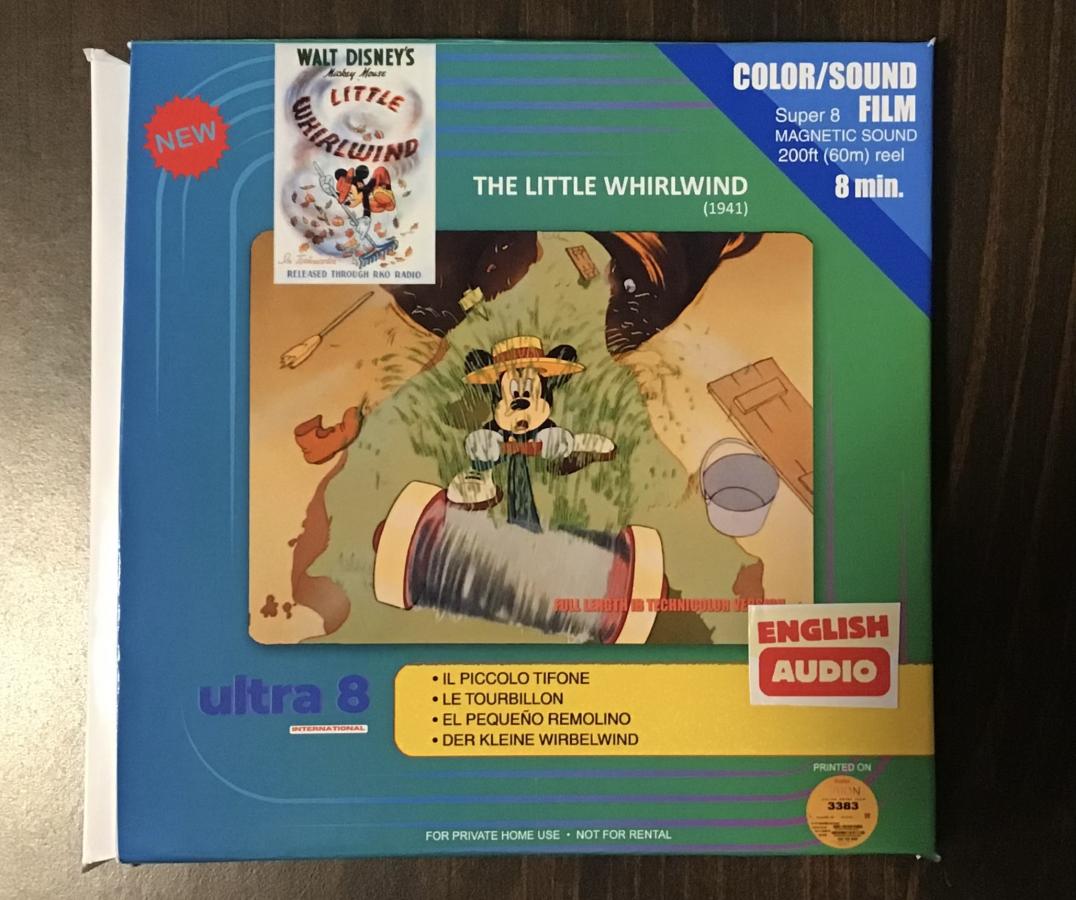 WALT DISNEY'S
Mickey Mouse
LITTLE
WHIRLWIND
In Technicolor
RELEASED THROUGH RKO RADIO
NEW
COLOR/SOUND
FILM
Super 8
MAGNETIC SOUND
200ft (60m) reel
8 min.
THE LITTLE WHIRLWIND
(1941)
FULL LENGTH IB TECHNICOLOR VERSION
ENGLISH
AUDIO
ultra 8
INTERNATIONAL
• IL PICCOLO TIFONE
• LE TOURBILLON
• EL PEQUEÑO REMOLINO
• DER KLEINE WIRBELWIND
PRINTED ON
3383
FOR PRIVATE HOME USE • NOT FOR RENTAL